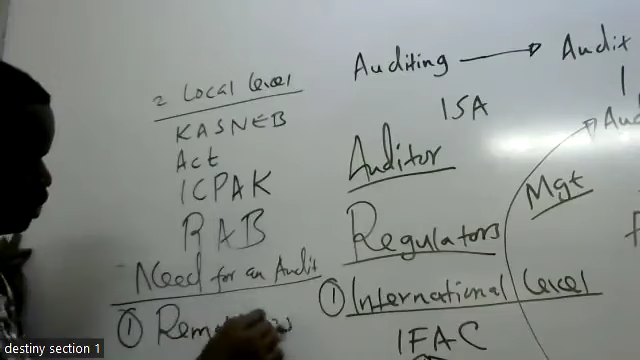 Auditing → Audit
ISA
Auditor
Regulators
① International Level
IFAC
Mgt
2 Local Level
KASNEB
Act
ICPAK
RAB
Need for an Audit
①
destiny section 1